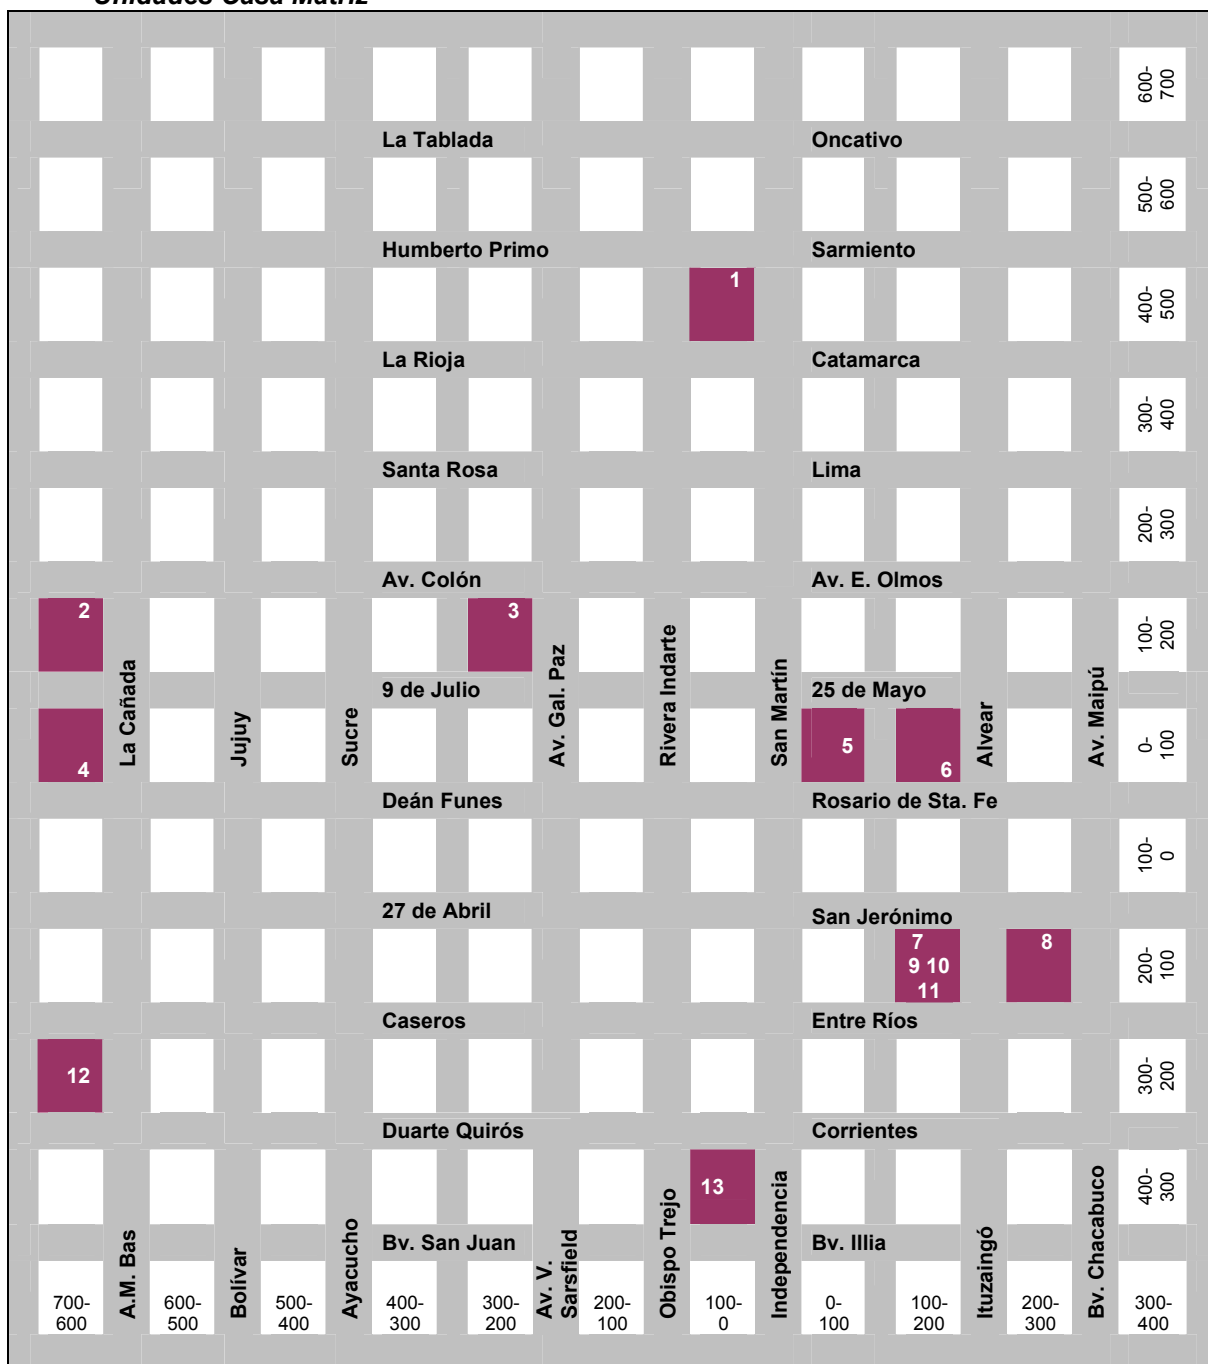 Unidades Casa Matriz
600-
700
La Tablada Oncativo
500-
600
Humberto Primo Sarmiento
1
400-
500
La Rioja Catamarca
300-
400
Santa Rosa Lima
200-
300
Av. Colón Av. E. Olmos
2 3
100-
200
La Cañada
Jujuy
Sucre
Av. Gal. Paz
Rivera Indarte
San Martín
Alvear
Av. Maipú
9 de Julio 25 de Mayo
4 5 6
0-
100
Deán Funes Rosario de Sta. Fe
100-
0
27 de Abril San Jerónimo
7 8
9 10
11
200-
100
Caseros Entre Ríos
12
300-
200
Duarte Quirós Corrientes
13
400-
300
A.M. Bas
Bolívar
Ayacucho
Av. V.
Sarsfield
Obispo Trejo
Independencia
Ituzaingó
Bv. Chacabuco
Bv. San Juan Bv. Illia
700-
600
600-
500
500-
400
400-
300
300-
200
200-
100
100-
0
0-
100
100-
200
200-
300
300-
400